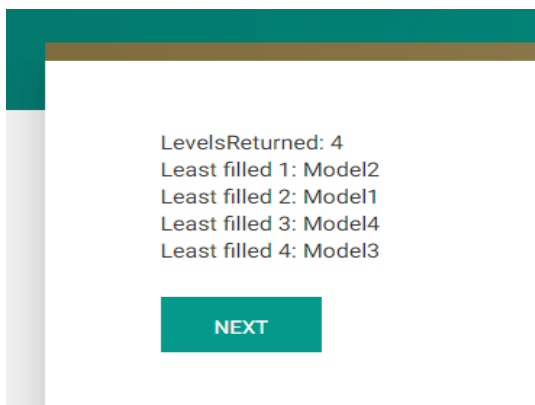 LevelsReturned: 4
Least filled 1: Model2
Least filled 2: Model1
Least filled 3: Model4
Least filled 4: Model3
NEXT